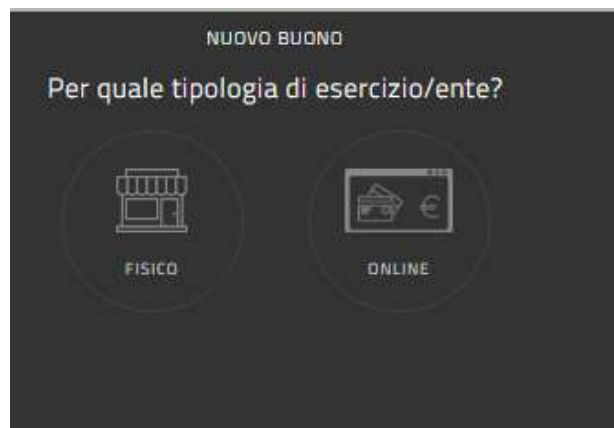 NUOVO BUONO
Per quale tipologia di esercizio/ente?
FISICO
ONLINE